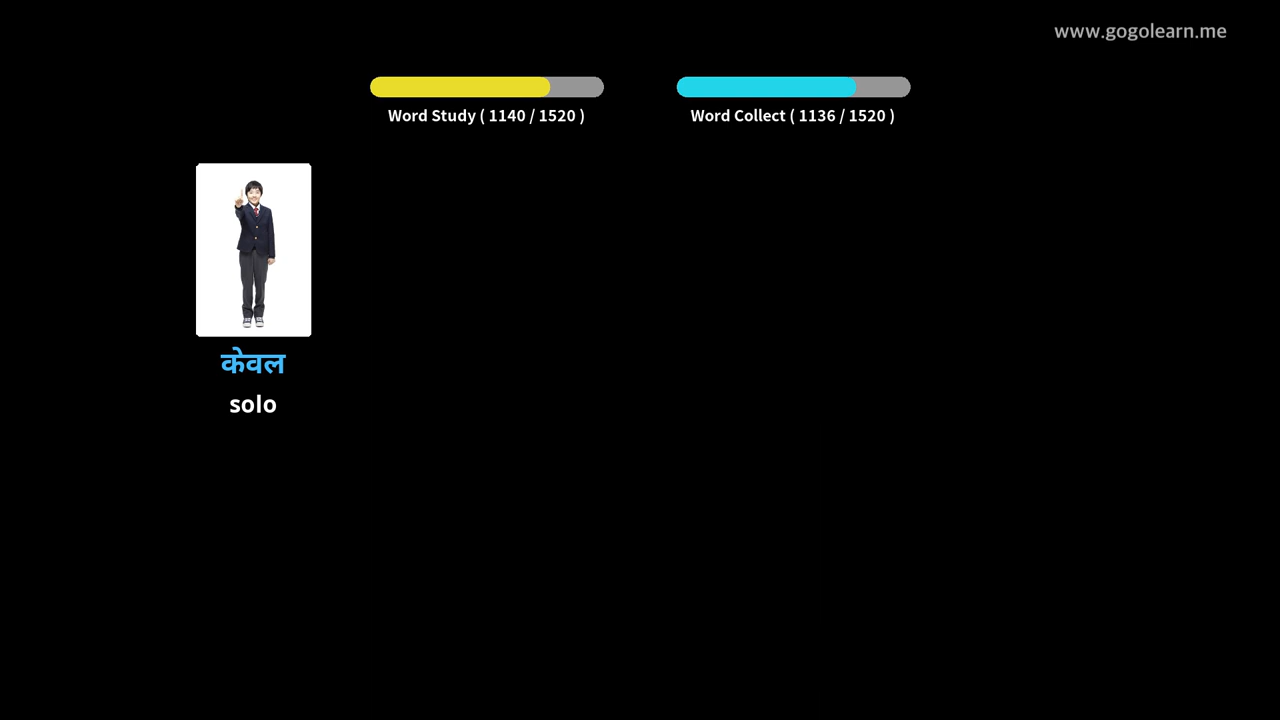 www.gogolearn.me
Word Study ( 1140 / 1520 )
Word Collect ( 1136 / 1520 )
केवल
solo